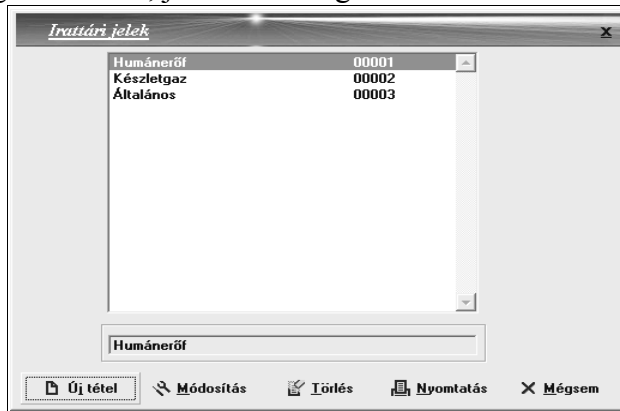 Irattári jelek x
Humánerőf 00001
Készletgaz 00002
Általános 00003
Humánerőf
Új tétel Módosítás Törlés Nyomtatás Mégsem